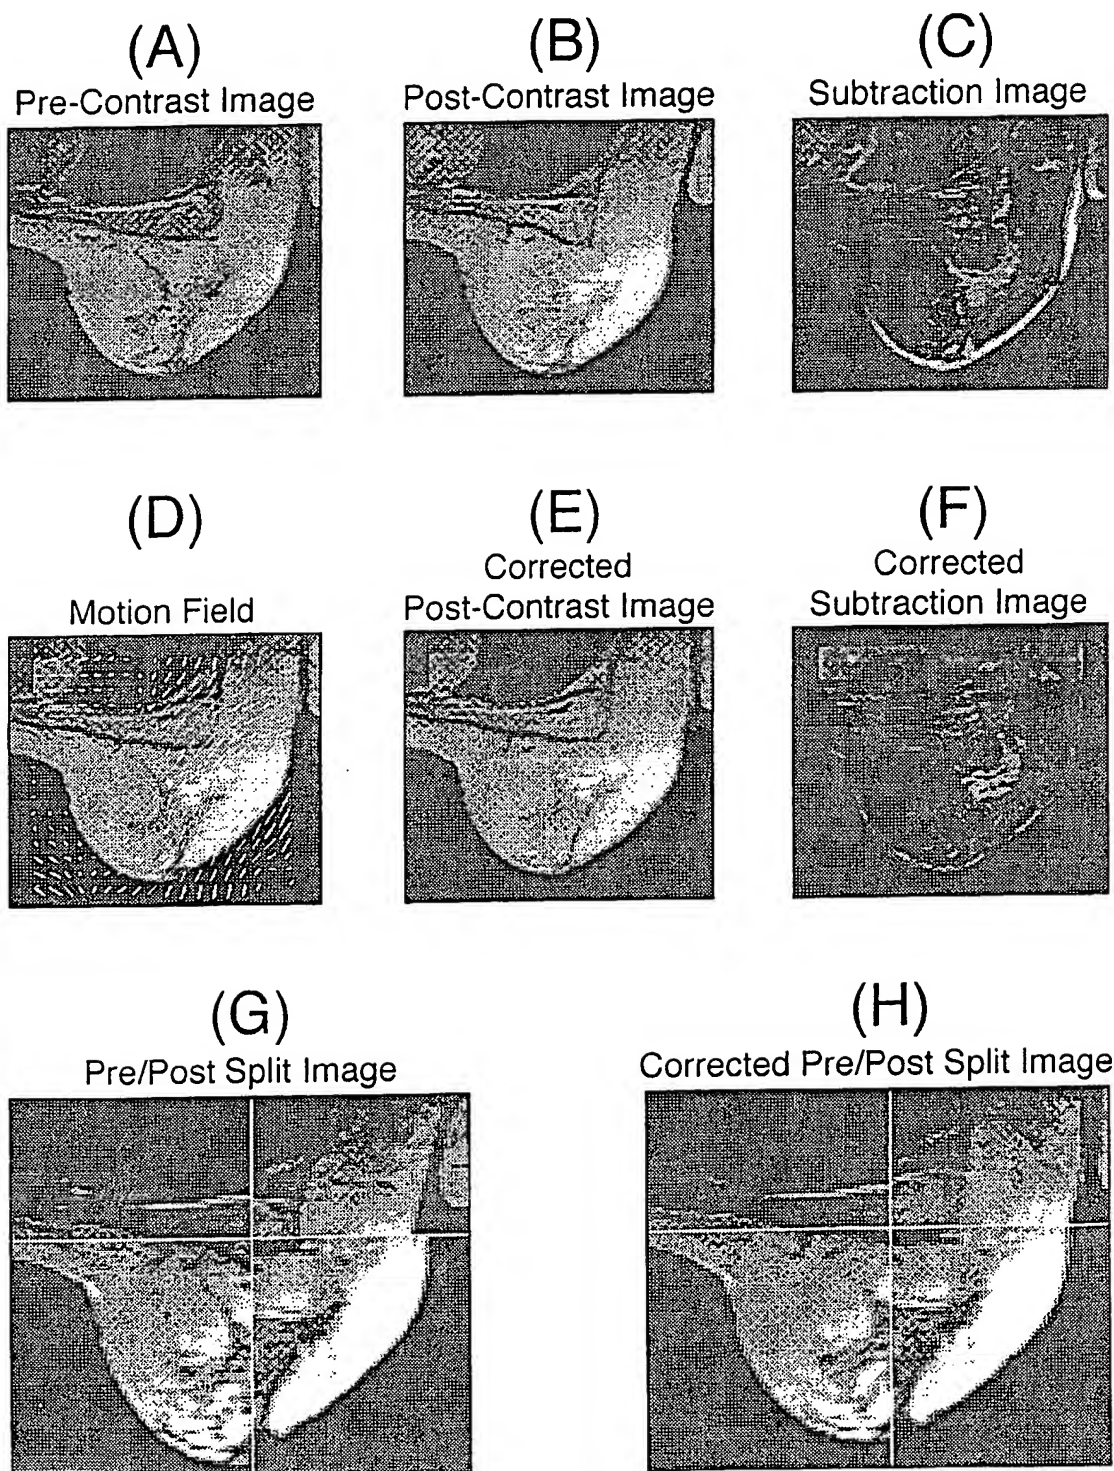 (A)
Pre-Contrast Image
(B)
Post-Contrast Image
(C)
Subtraction Image
(D)
Motion Field
(E)
Corrected
Post-Contrast Image
(F)
Corrected
Subtraction Image
(G)
Pre/Post Split Image
(H)
Corrected Pre/Post Split Image